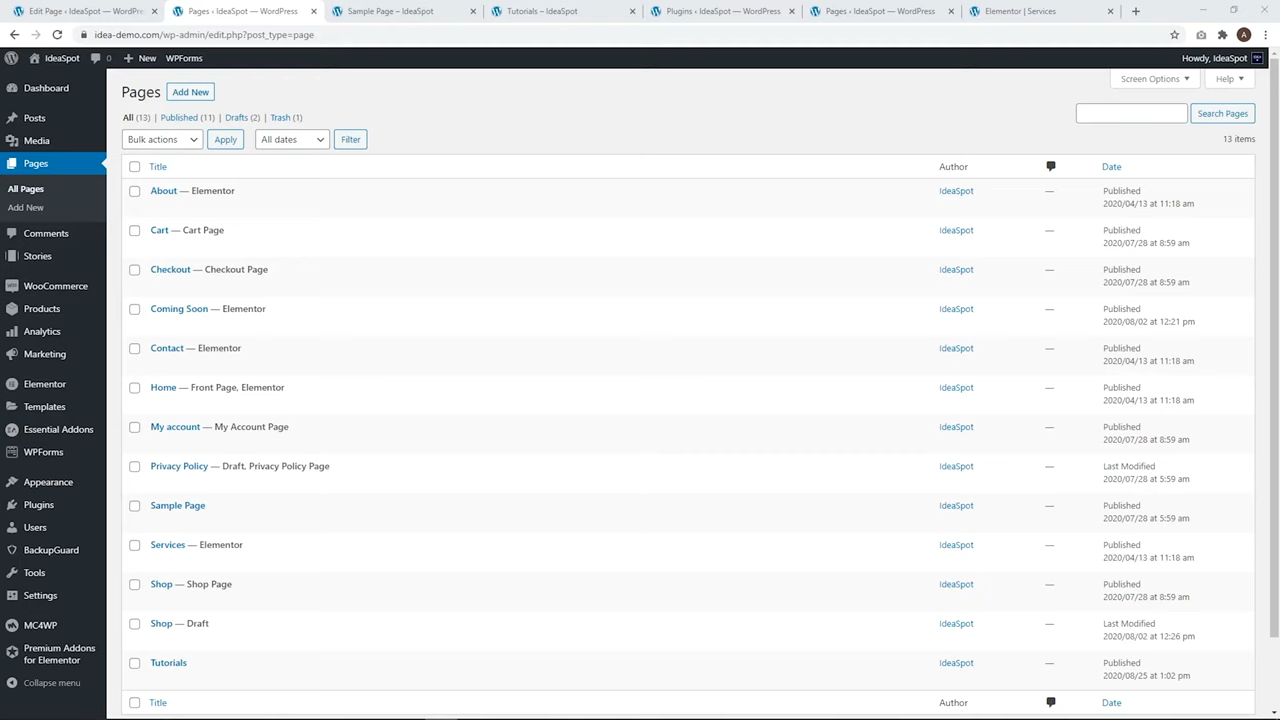 Edit Page ‹ IdeaSpot — WordPress
Pages ‹ IdeaSpot — WordPress
Sample Page – IdeaSpot
Tutorials – IdeaSpot
Plugins ‹ IdeaSpot — WordPress
Pages ‹ IdeaSpot — WordPress
Elementor | Services
idea-demo.com/wp-admin/edit.php?post_type=page
A
IdeaSpot 0 New WPForms Howdy, IdeaSpot
Dashboard
Posts
Media
Pages
All Pages
Add New
Comments
Stories
WooCommerce
Products
Analytics
Marketing
Elementor
Templates
Essential Addons
WPForms
Appearance
Plugins
Users
BackupGuard
Tools
Settings
MC4WP
Premium Addons
for Elementor
Collapse menu
Screen Options Help
Pages Add New
All (13) | Published (11) | Drafts (2) | Trash (1)
Search Pages
Bulk actions Apply All dates Filter
13 items
Title Author Date
About — Elementor IdeaSpot — Published
2020/04/13 at 11:18 am
Cart — Cart Page IdeaSpot — Published
2020/07/28 at 8:59 am
Checkout — Checkout Page IdeaSpot — Published
2020/07/28 at 8:59 am
Coming Soon — Elementor IdeaSpot — Published
2020/08/02 at 12:21 pm
Contact — Elementor IdeaSpot — Published
2020/04/13 at 11:18 am
Home — Front Page, Elementor IdeaSpot — Published
2020/04/13 at 11:18 am
My account — My Account Page IdeaSpot — Published
2020/07/28 at 8:59 am
Privacy Policy — Draft, Privacy Policy Page IdeaSpot — Last Modified
2020/07/28 at 5:59 am
Sample Page IdeaSpot — Published
2020/07/28 at 5:59 am
Services — Elementor IdeaSpot — Published
2020/04/13 at 11:18 am
Shop — Shop Page IdeaSpot — Published
2020/07/28 at 8:59 am
Shop — Draft IdeaSpot — Last Modified
2020/08/02 at 12:26 pm
Tutorials IdeaSpot — Published
2020/08/25 at 1:02 pm
Title Author Date